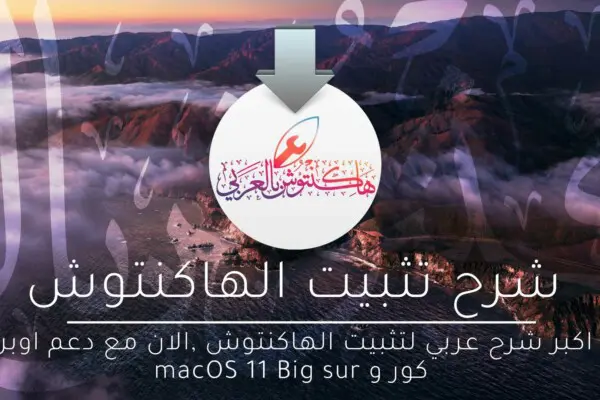 هاكنتوش بالعربي
شرح تثبيت الهاكنتوش
اكبر شرح عربي لتثبيت الهاكنتوش ,الان مع دعم اوبن
كور و macOS 11 Big sur